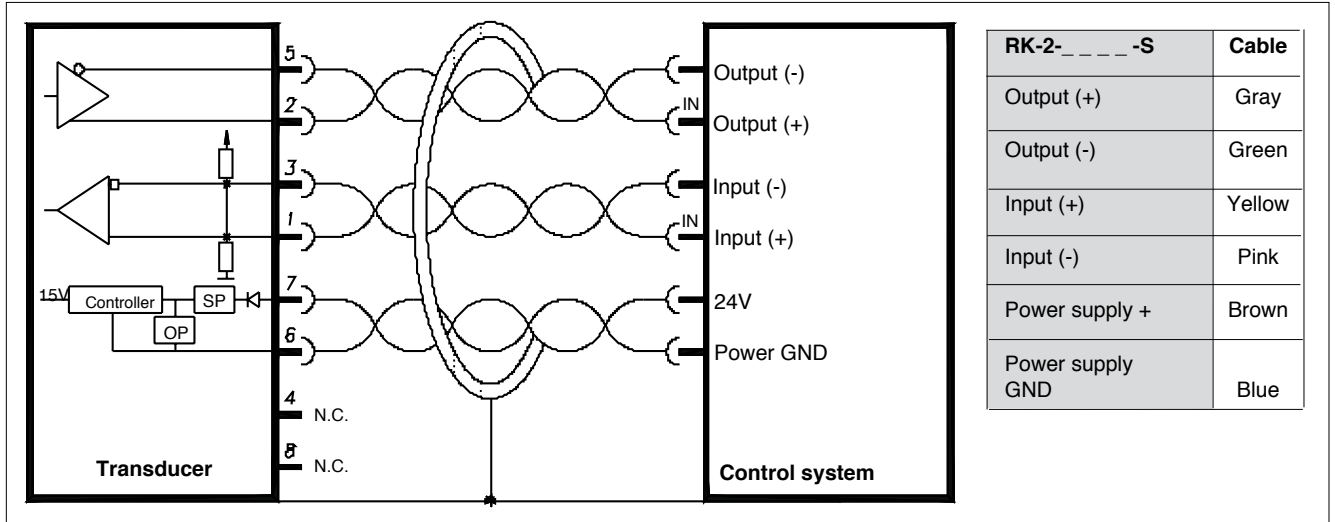 5
Output (-)
2
IN
Output (+)
3
Input (-)
1
IN
Input (+)
15V
Controller
SP
OP
7
24V
6
Power GND
4
N.C.
8
N.C.
Transducer
Control system
RK-2-_ _ _ _ -S Cable
Output (+) Gray
Output (-) Green
Input (+) Yellow
Input (-) Pink
Power supply + Brown
Power supply
GND Blue